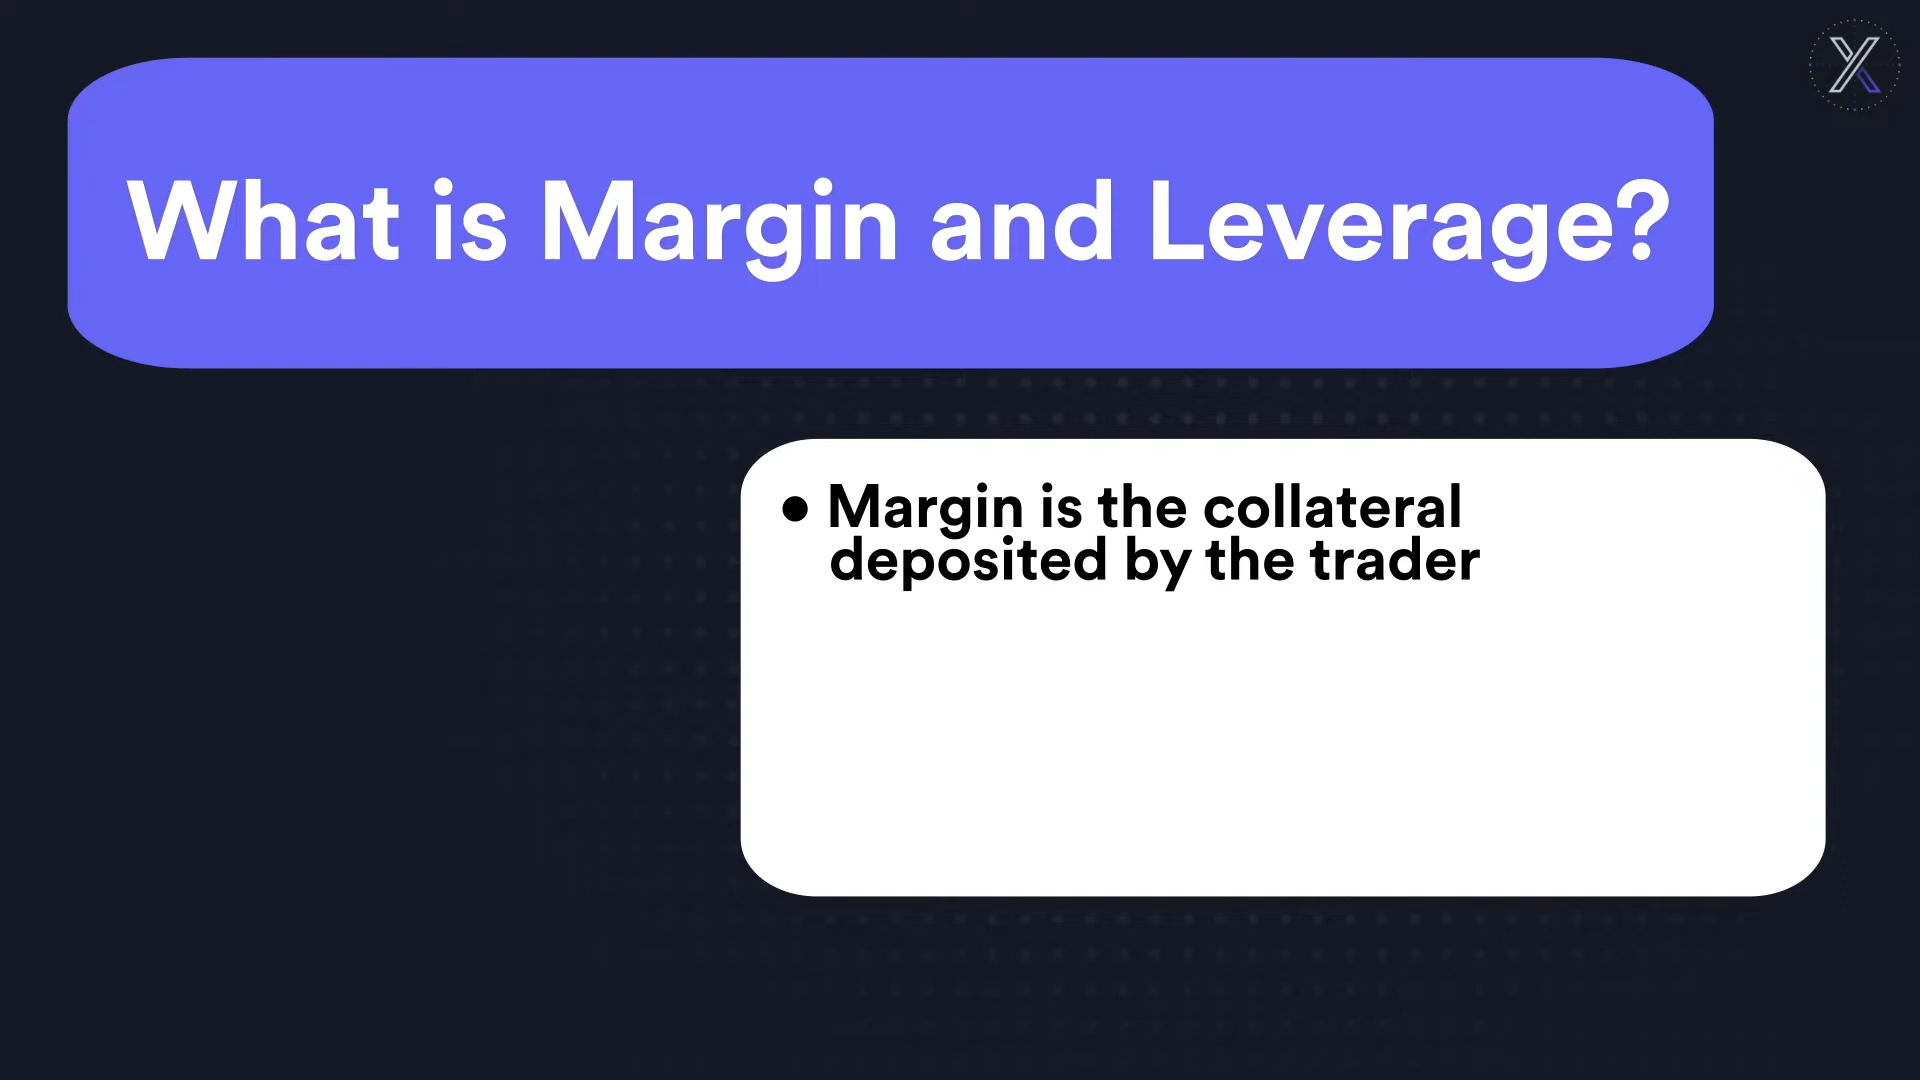 What is Margin and Leverage?
• Margin is the collateral
deposited by the trader